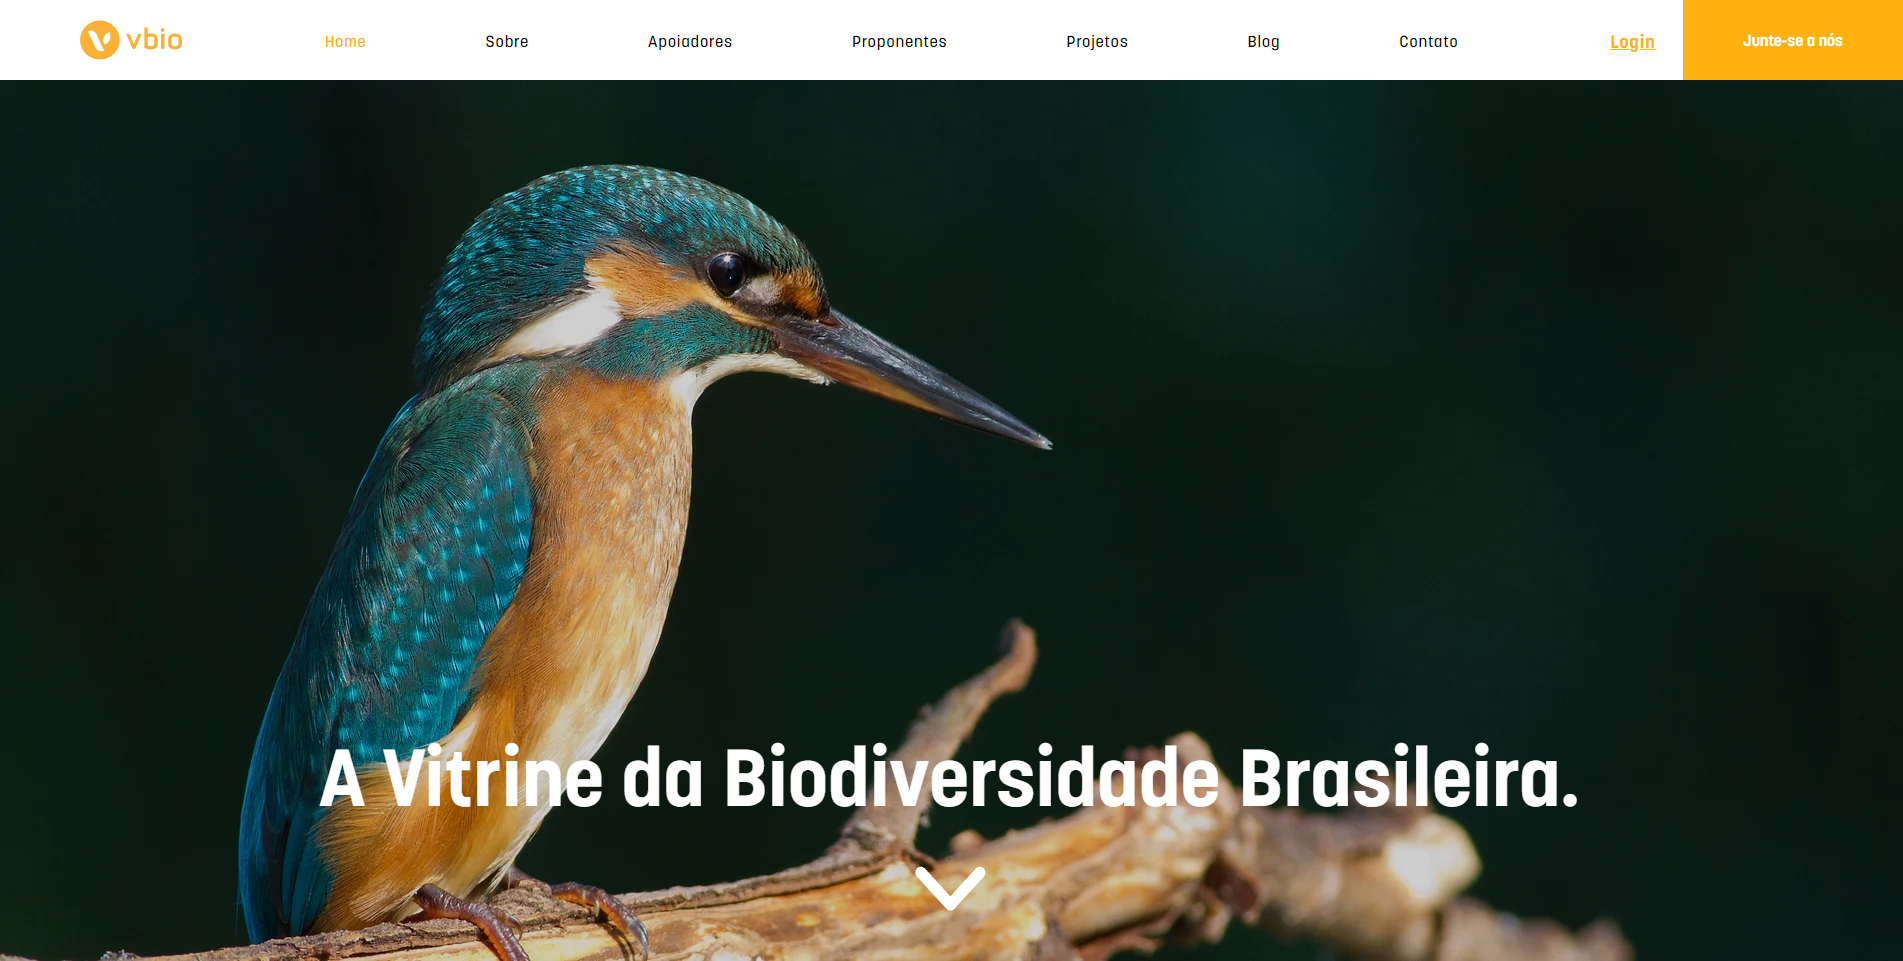 vbio
Home
Sobre
Apoiadores
Proponentes
Projetos
Blog
Contato
Login
Junte-se a nós
A Vitrine da Biodiversidade Brasileira.